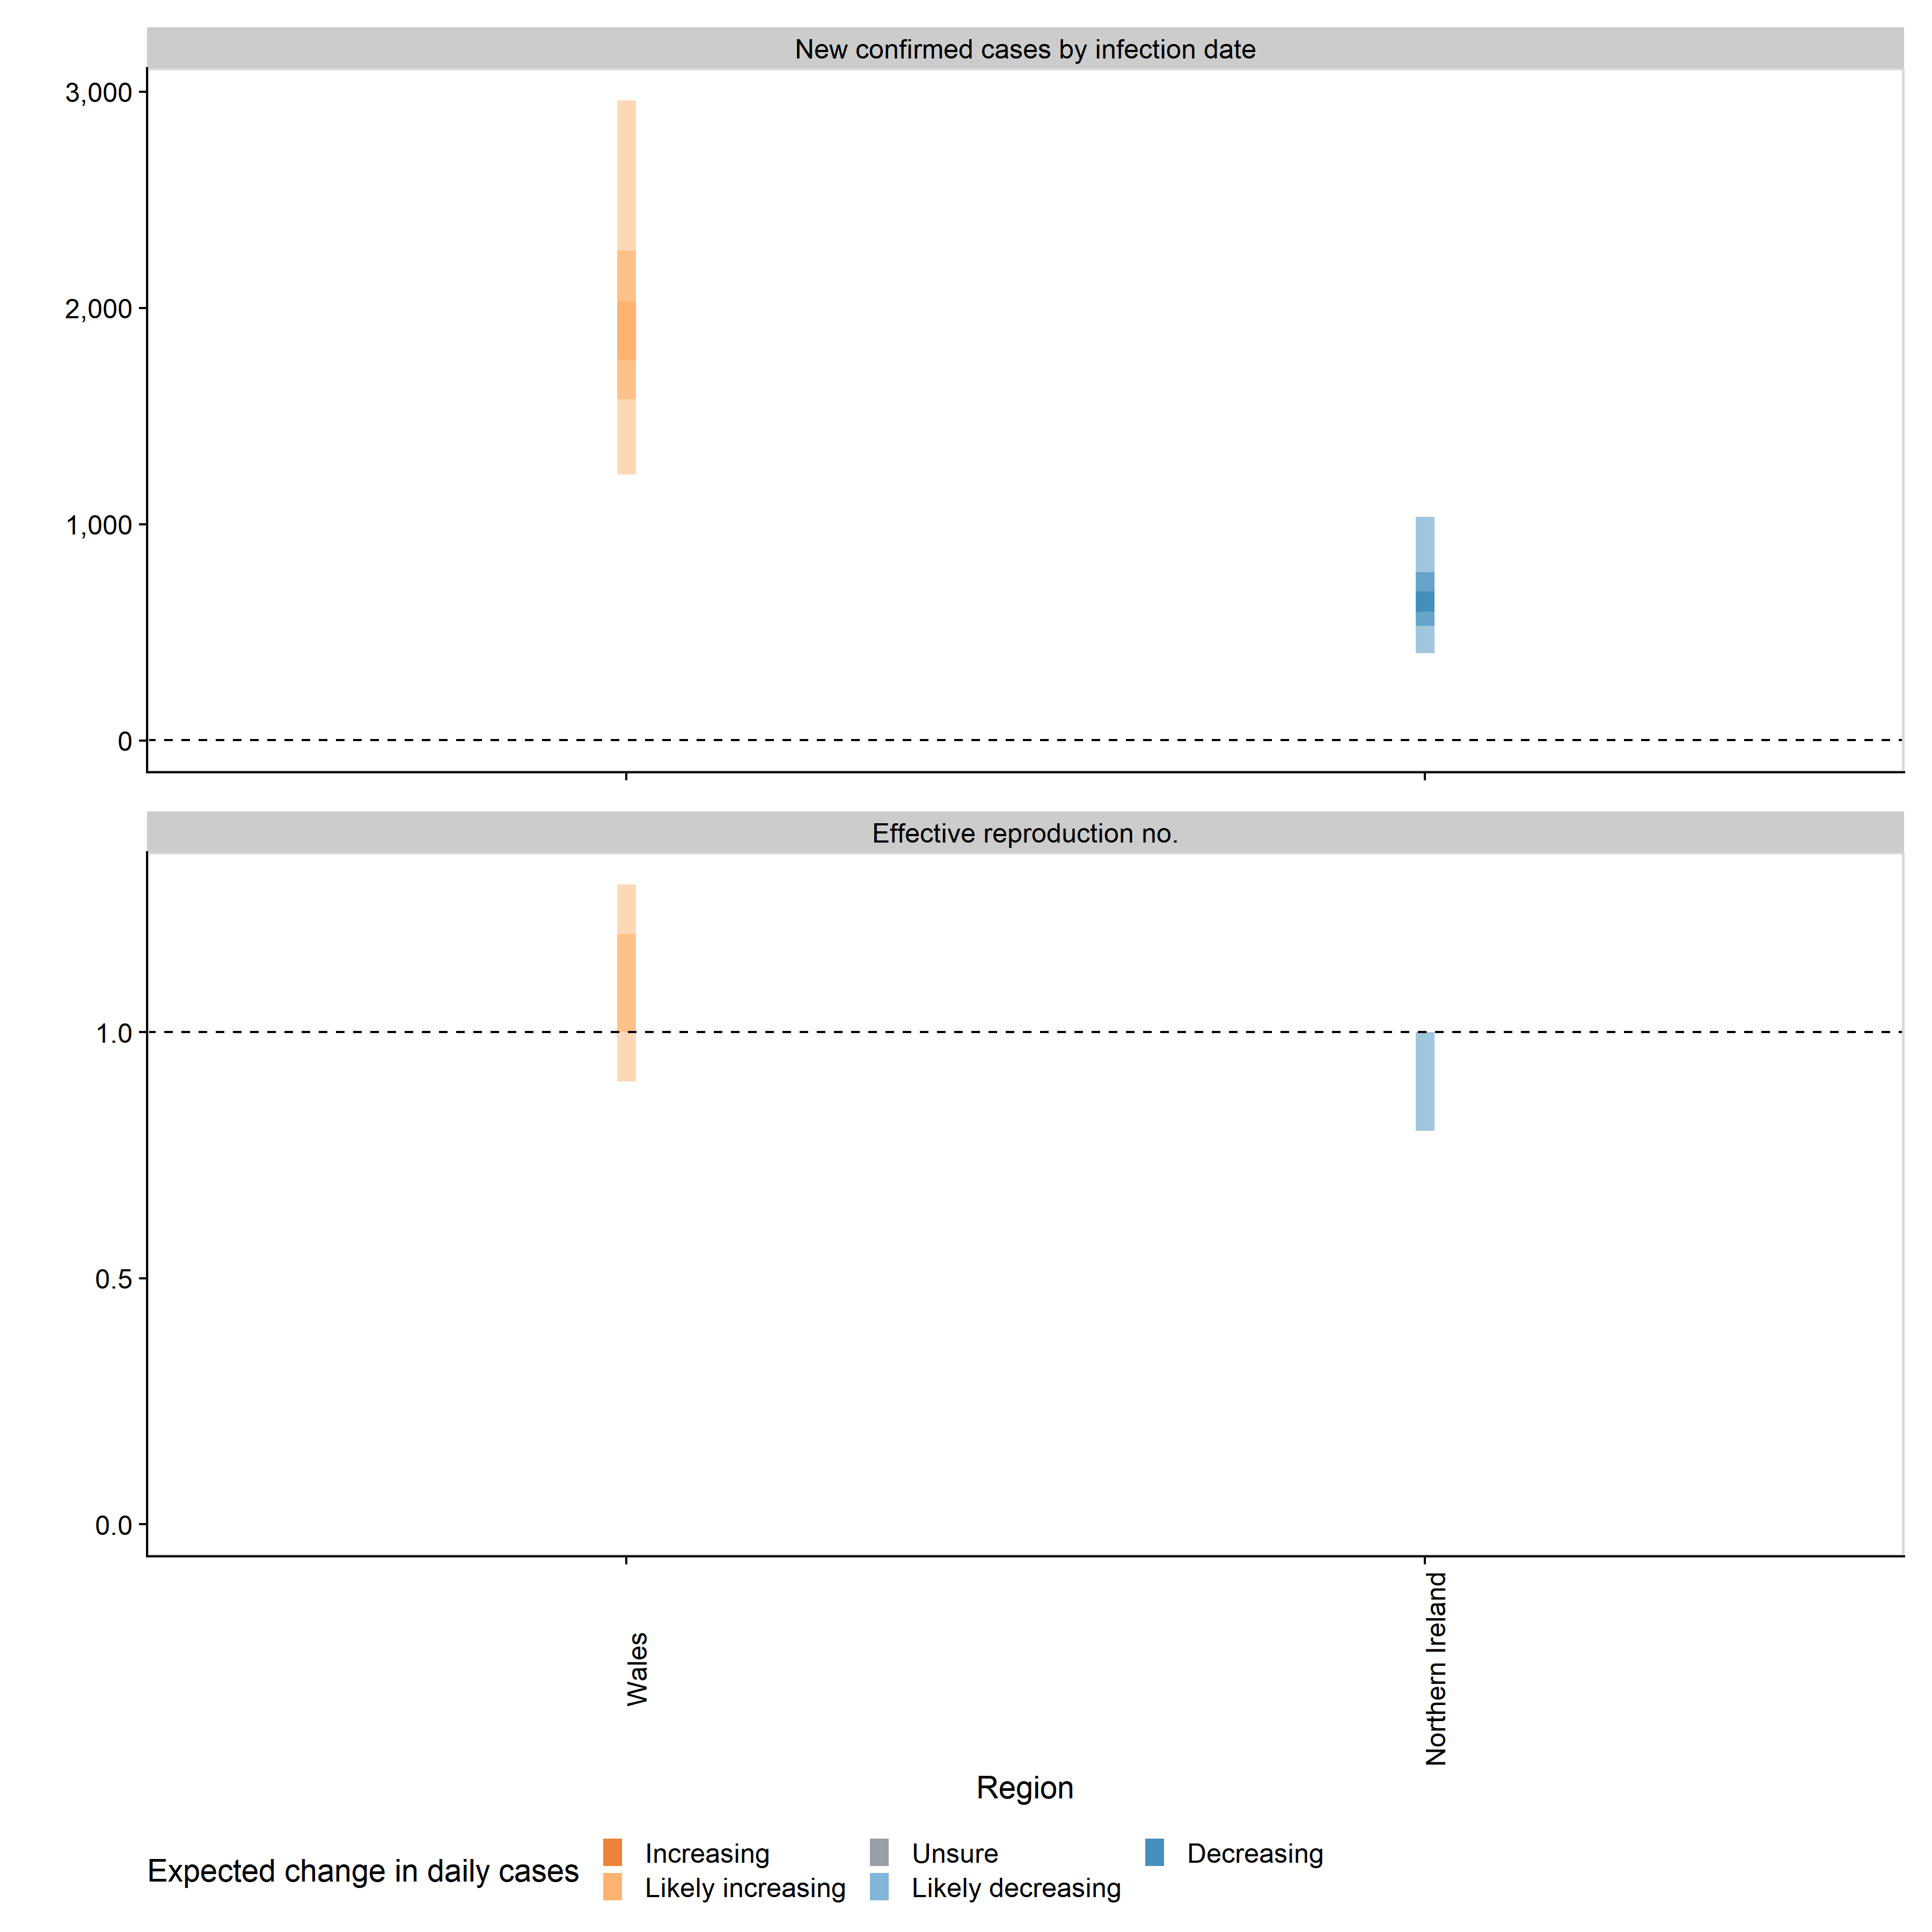 New confirmed cases by infection date
3,000
2,000
1,000
0
Effective reproduction no.
1.0
0.5
0.0
Wales
Northern Ireland
Region
Expected change in daily cases
Increasing
Unsure
Decreasing
Likely increasing
Likely decreasing